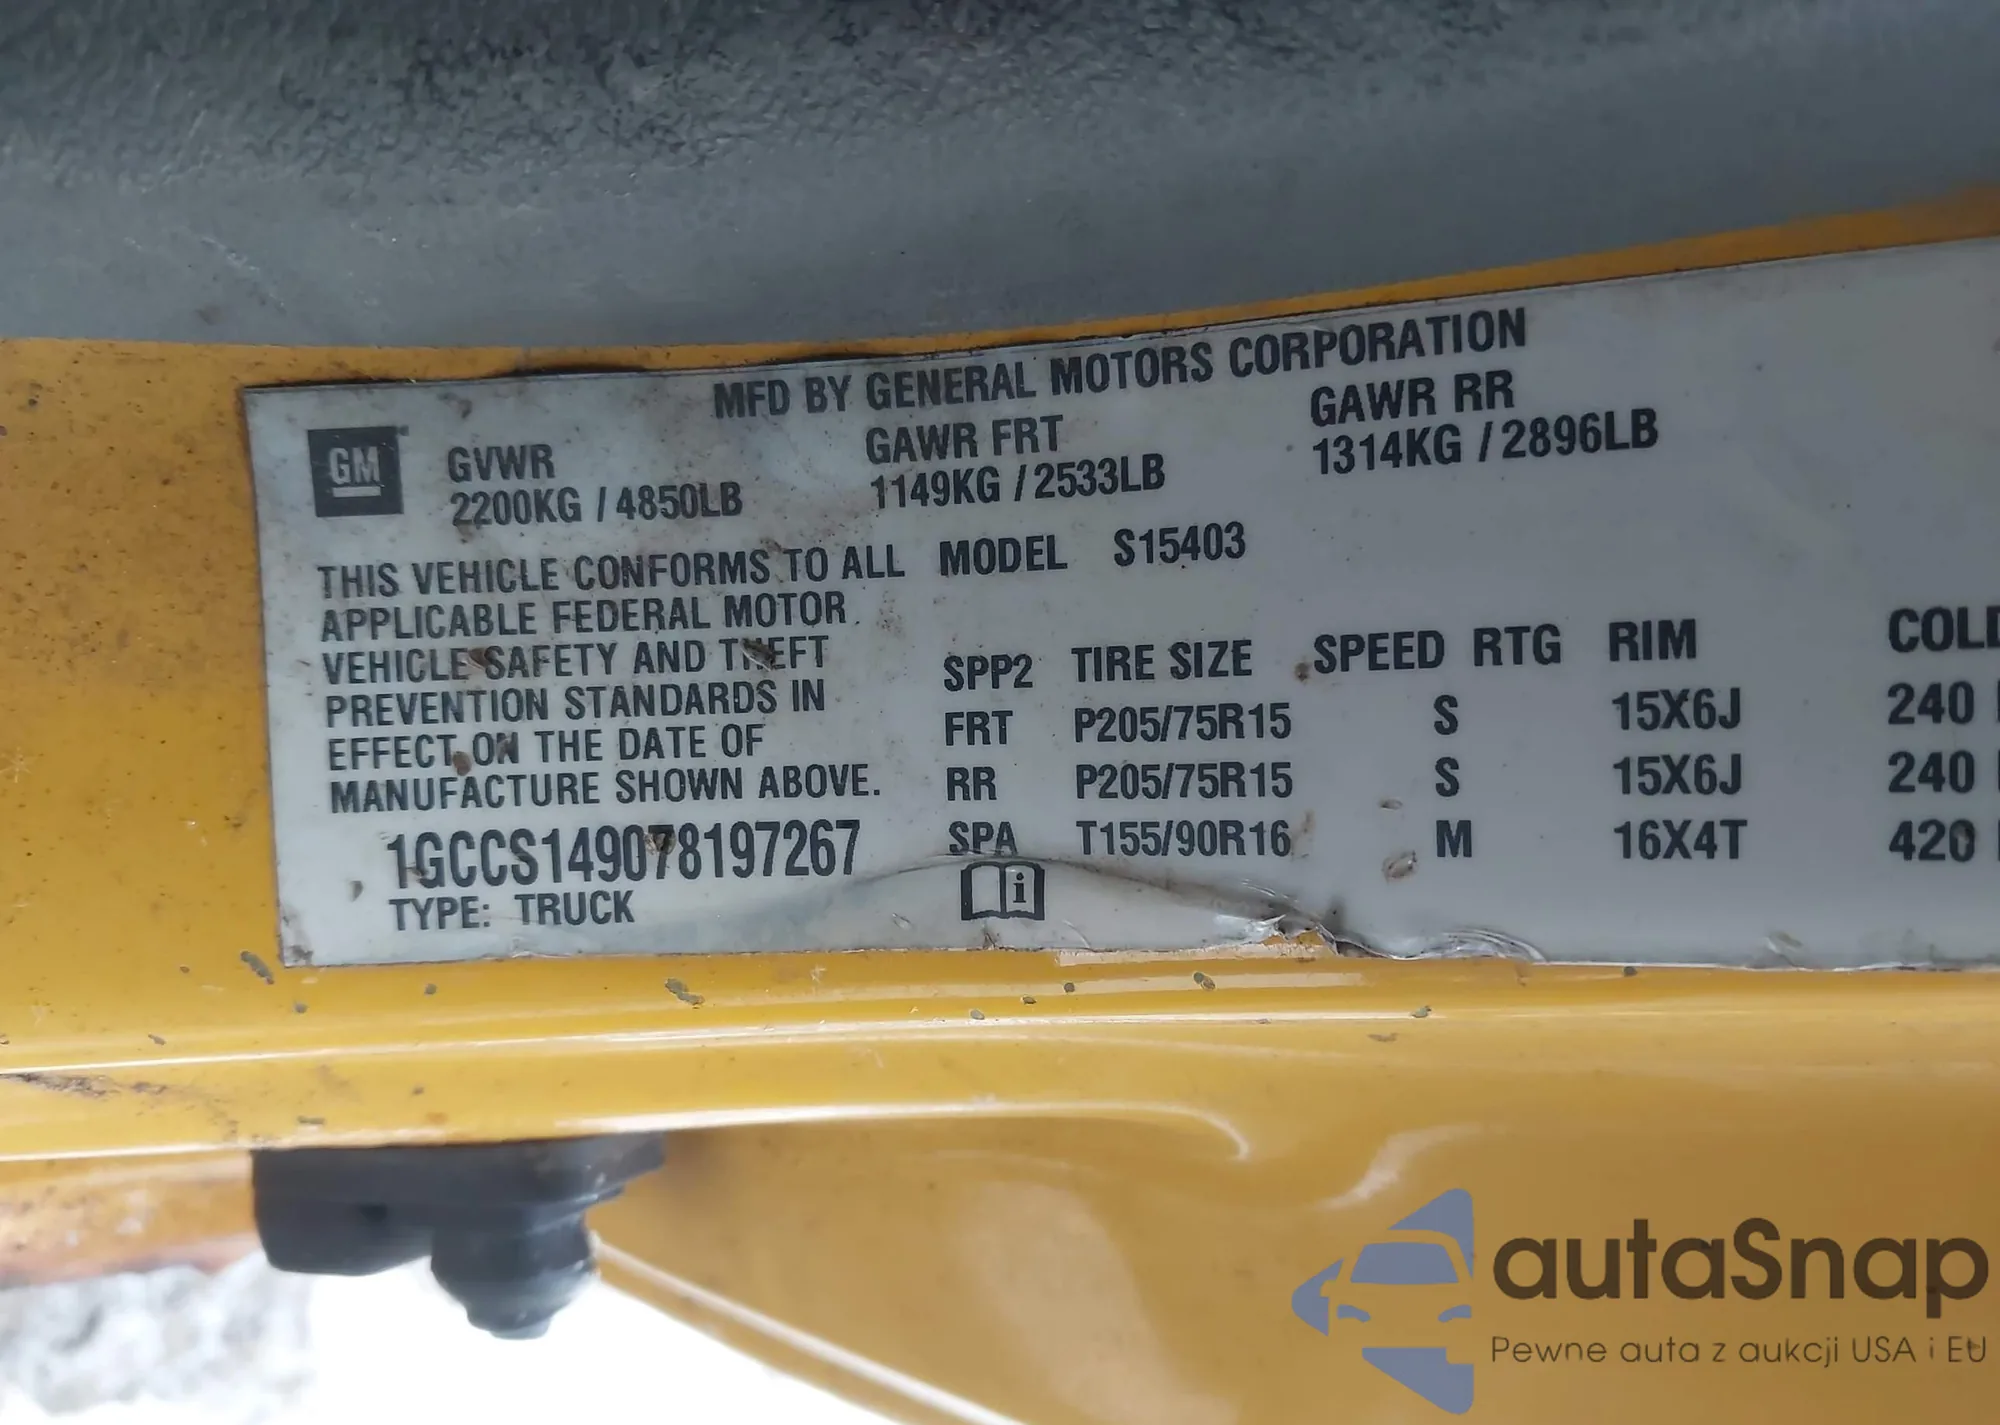 MFD BY GENERAL MOTORS CORPORATION
GM
GVWR
2200KG / 4850LB
GAWR FRT
1149KG / 2533LB
GAWR RR
1314KG / 2896LB
THIS VEHICLE CONFORMS TO ALL
APPLICABLE FEDERAL MOTOR
VEHICLE SAFETY AND THEFT
PREVENTION STANDARDS IN
EFFECT ON THE DATE OF
MANUFACTURE SHOWN ABOVE.
1GCCS149078197267
TYPE: TRUCK
MODEL S15403
SPP2 TIRE SIZE SPEED RTG RIM COLD
FRT P205/75R15 S 15X6J 240
RR P205/75R15 S 15X6J 240
SPA T155/90R16 M 16X4T 420
i
autaSnap
Pewne auta z aukcji USA i EU